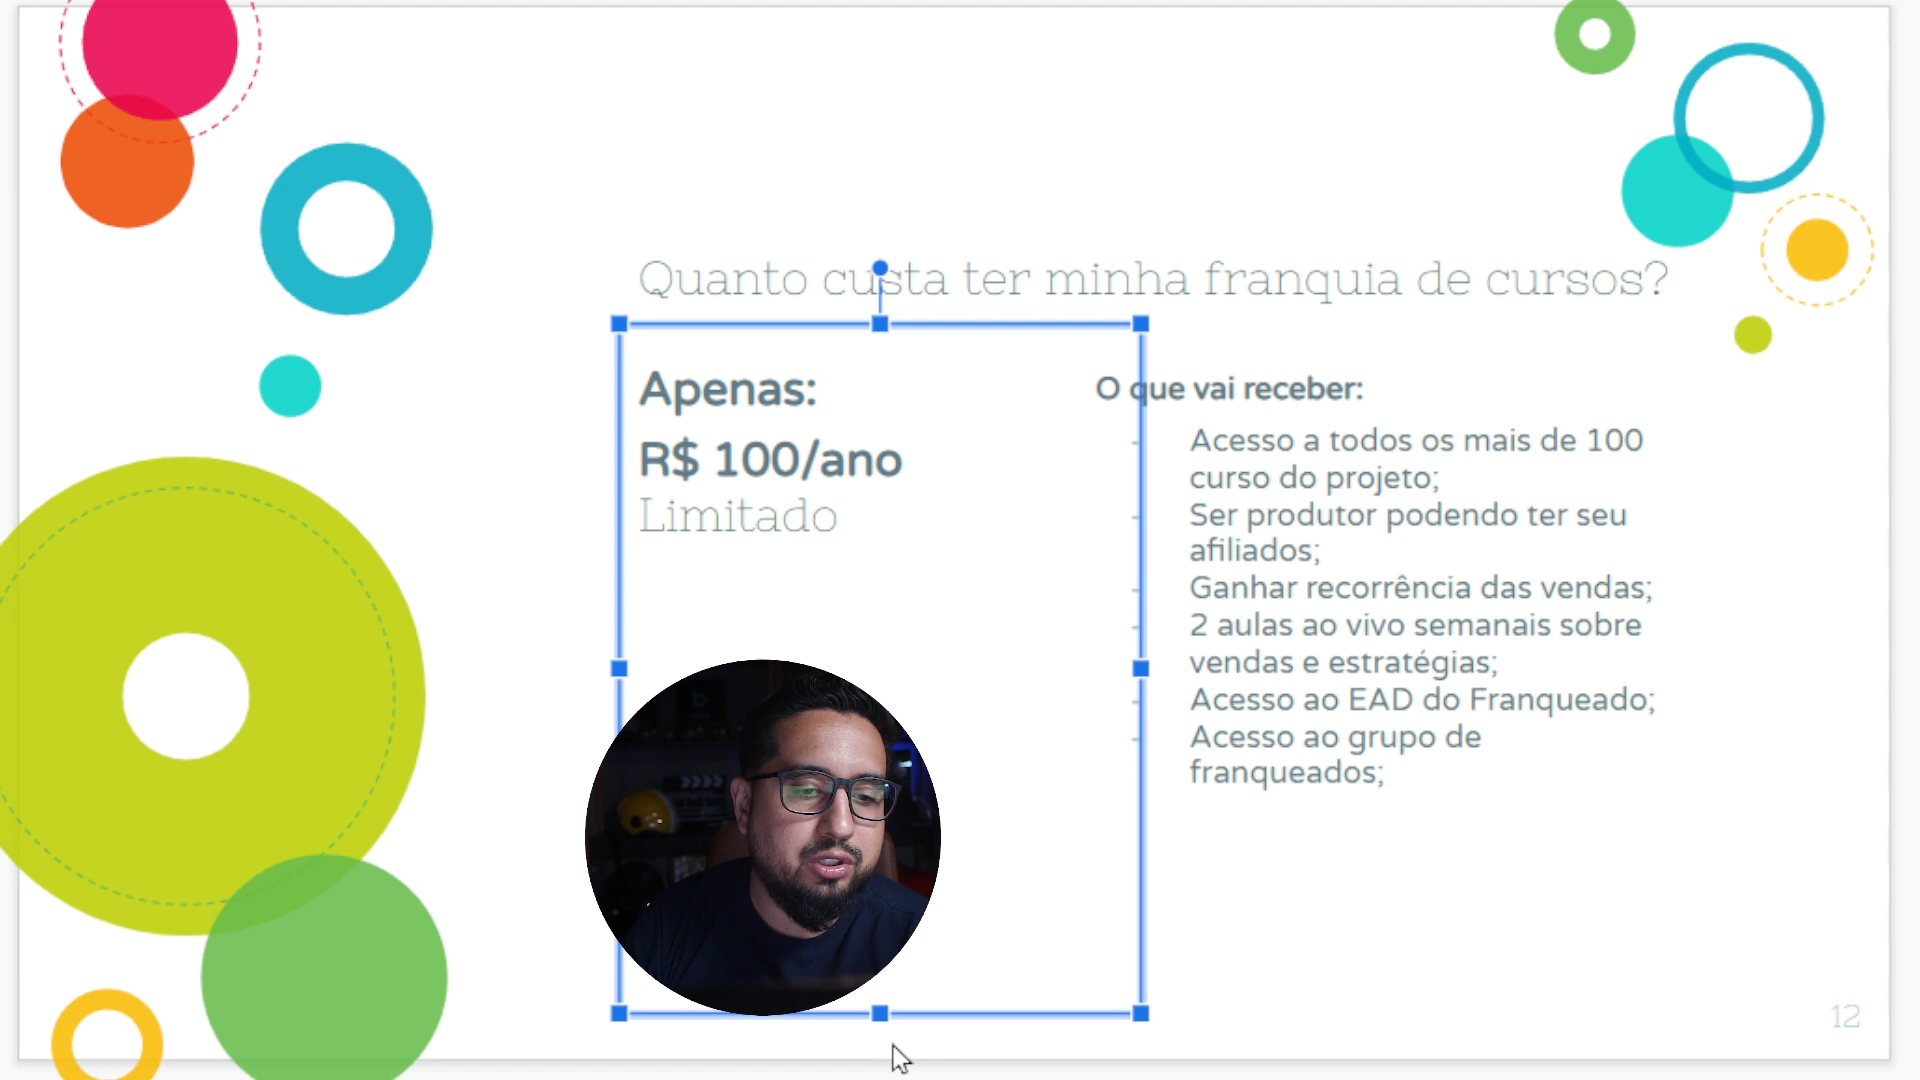 Quanto custa ter minha franquia de cursos?
Apenas:
R$ 100/ano
Limitado
O que vai receber:
- Acesso a todos os mais de 100
curso do projeto;
- Ser produtor podendo ter seu
afiliados;
- Ganhar recorrência das vendas;
- 2 aulas ao vivo semanais sobre
vendas e estratégias;
- Acesso ao EAD do Franqueado;
- Acesso ao grupo de
franqueados;
12